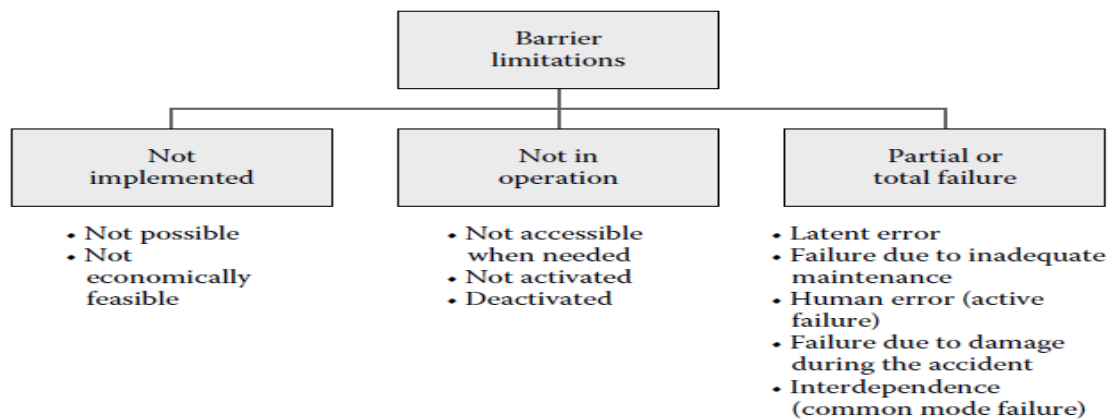 Barrier
limitations
Not
implemented
Not in
operation
Partial or
total failure
• Not possible
• Not
economically
feasible
• Not accessible
when needed
• Not activated
• Deactivated
• Latent error
• Failure due to inadequate
maintenance
• Human error (active
failure)
• Failure due to damage
during the accident
• Interdependence
(common mode failure)